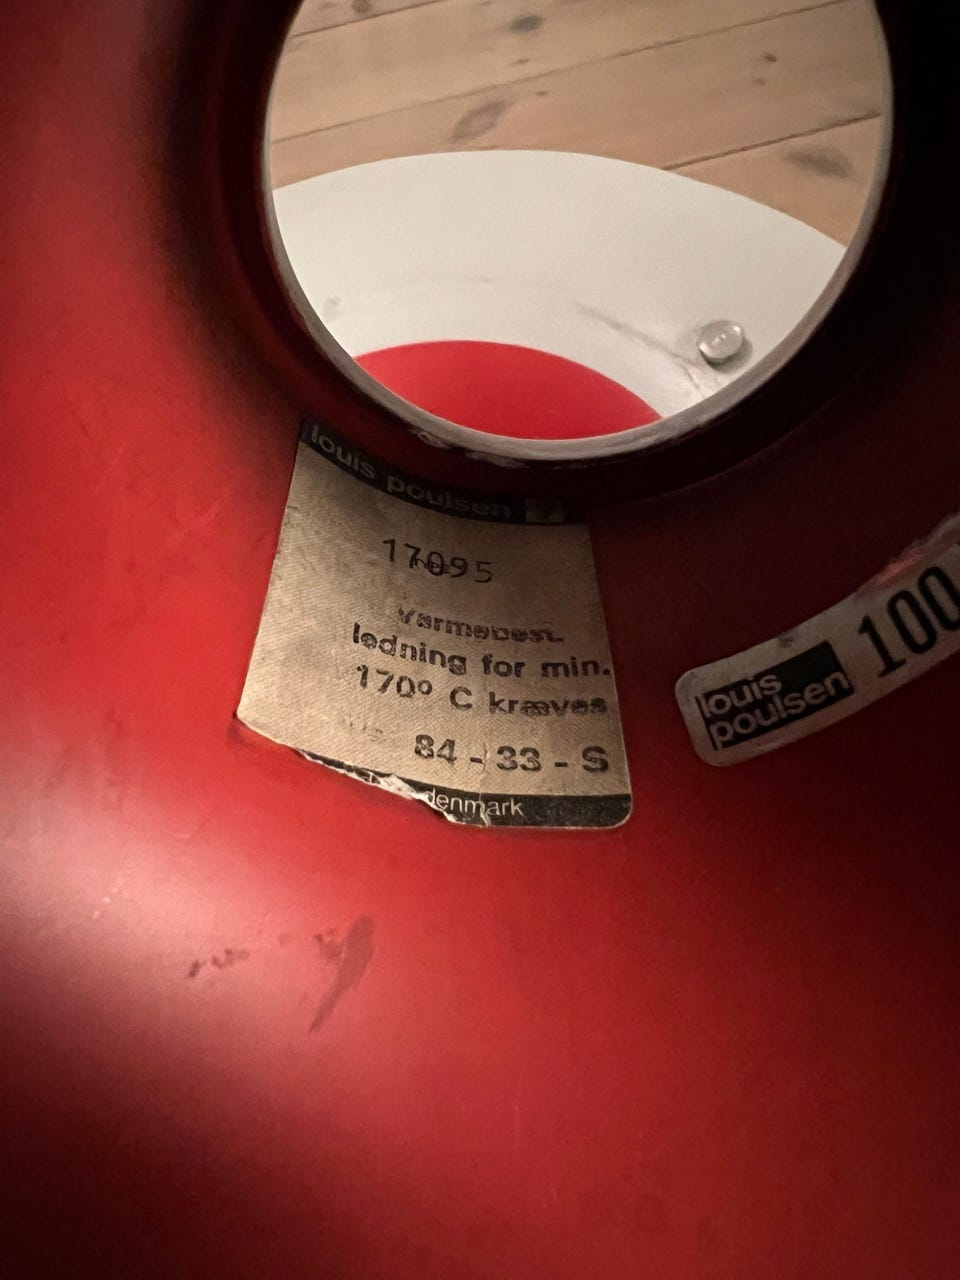 louis poulsen
17095
varmebest.
ledning for min.
170° C kræves
84 - 33 - S
denmark
louis
poulsen
100